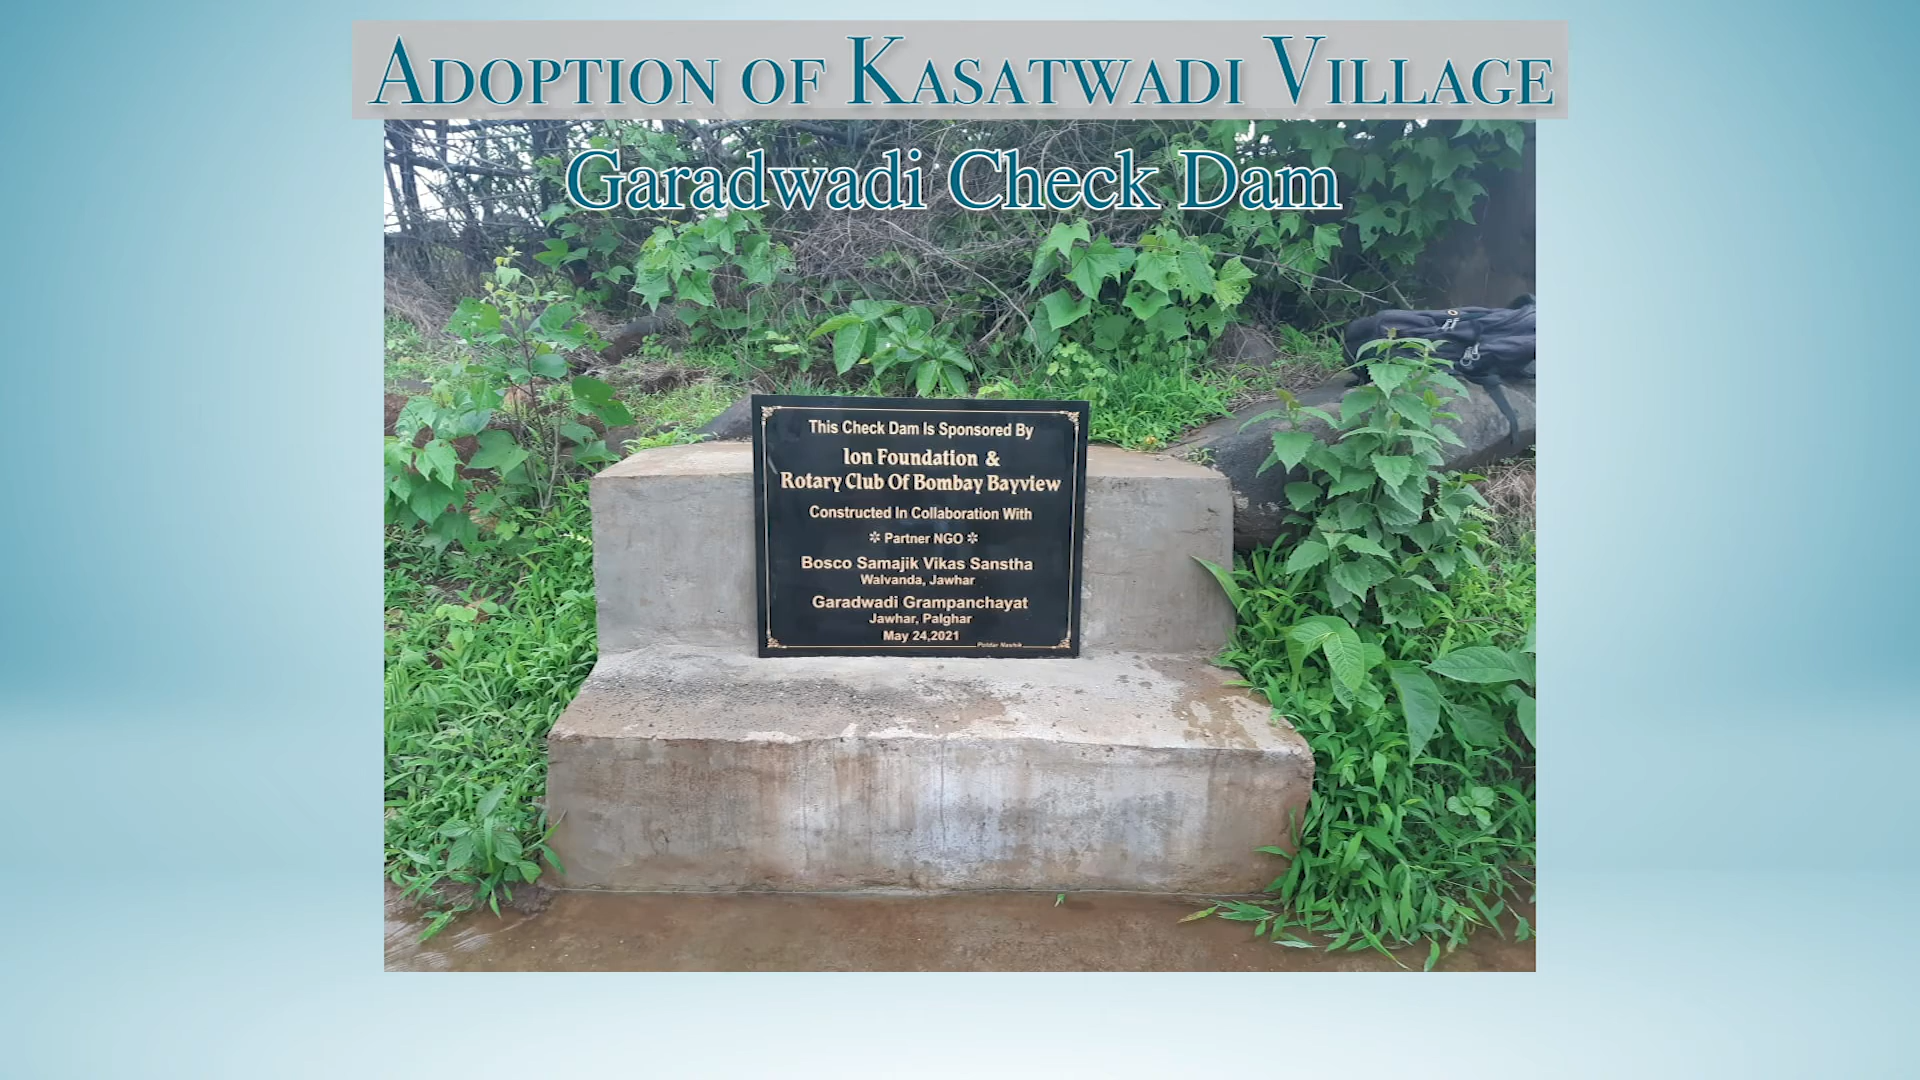 Adoption of Kasatwadi Village
Garadwadi Check Dam
This Check Dam Is Sponsored By
Ion Foundation &
Rotary Club Of Bombay Bayview
Constructed In Collaboration With
✲ Partner NGO ✲
Bosco Samajik Vikas Sanstha
Walvanda, Jawhar
Garadwadi Grampanchayat
Jawhar, Palghar
May 24,2021
Potdar Nashik